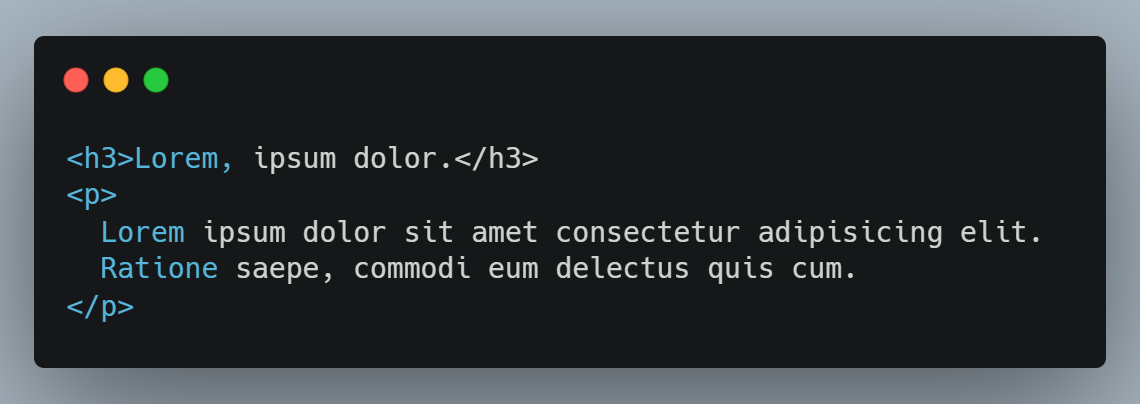 <h3>Lorem, ipsum dolor.</h3>
<p>
  Lorem ipsum dolor sit amet consectetur adipisicing elit.
  Ratione saepe, commodi eum delectus quis cum.
</p>